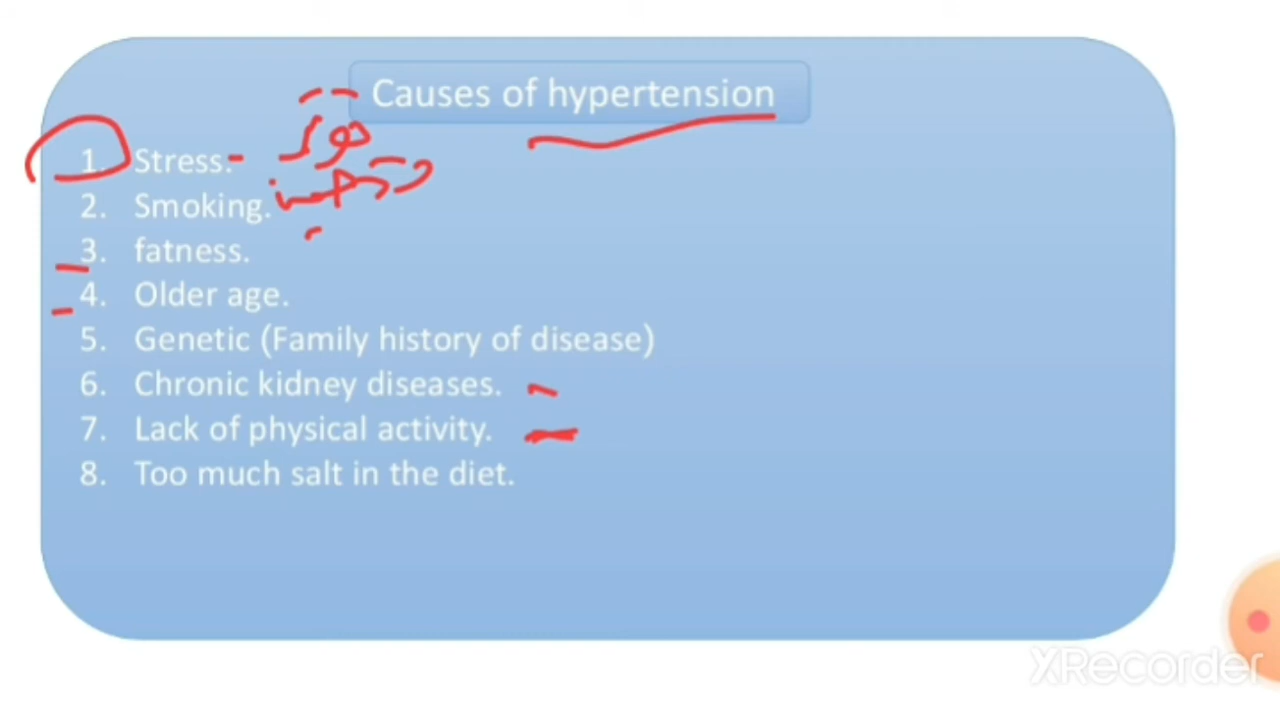 Causes of hypertension
1. Stress.
2. Smoking.
3. fatness.
4. Older age.
5. Genetic (Family history of disease)
6. Chronic kidney diseases.
7. Lack of physical activity.
8. Too much salt in the diet.
XRecorder